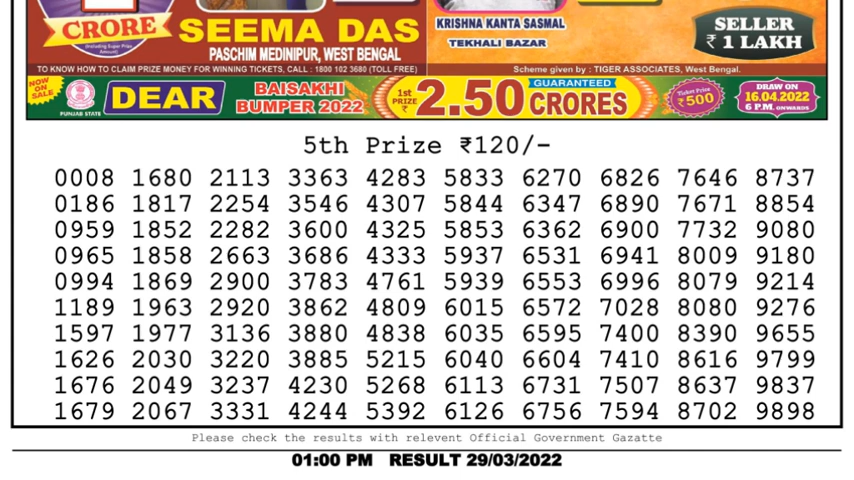 CRORE
(Including Super Prize Amount)
SEEMA DAS
PASCHIM MEDINIPUR, WEST BENGAL
KRISHNA KANTA SASMAL
TEKHALI BAZAR
SELLER
₹ 1 LAKH
TO KNOW HOW TO CLAIM PRIZE MONEY FOR WINNING TICKETS, CALL : 1800 102 3680 (TOLL FREE)
Scheme given by : TIGER ASSOCIATES, West Bengal.
NOW ON SALE
PUNJAB STATE
DEAR
BAISAKHI
BUMPER 2022
1st PRIZE ₹
2.50
GUARANTEED
CRORES
Ticket Price
₹500
DRAW ON
16.04.2022
6 P.M. ONWARDS
5th Prize ₹120/-
0008 1680 2113 3363 4283 5833 6270 6826 7646 8737
0186 1817 2254 3546 4307 5844 6347 6890 7671 8854
0959 1852 2282 3600 4325 5853 6362 6900 7732 9080
0965 1858 2663 3686 4333 5937 6531 6941 8009 9180
0994 1869 2900 3783 4761 5939 6553 6996 8079 9214
1189 1963 2920 3862 4809 6015 6572 7028 8080 9276
1597 1977 3136 3880 4838 6035 6595 7400 8390 9655
1626 2030 3220 3885 5215 6040 6604 7410 8616 9799
1676 2049 3237 4230 5268 6113 6731 7507 8637 9837
1679 2067 3331 4244 5392 6126 6756 7594 8702 9898
Please check the results with relevent Official Government Gazatte
01:00 PM RESULT 29/03/2022